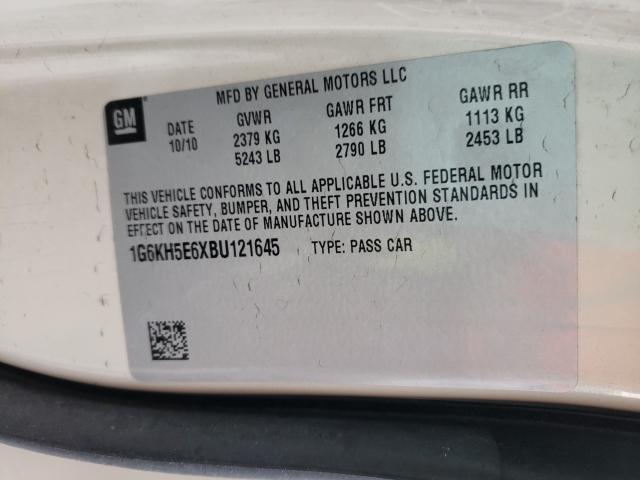 MFD BY GENERAL MOTORS LLC
GM
DATE GVWR GAWR FRT GAWR RR
10/10 2379 KG 1266 KG 1113 KG
5243 LB 2790 LB 2453 LB
THIS VEHICLE CONFORMS TO ALL APPLICABLE U.S. FEDERAL MOTOR
VEHICLE SAFETY, BUMPER, AND THEFT PREVENTION STANDARDS IN
EFFECT ON THE DATE OF MANUFACTURE SHOWN ABOVE.
1G6KH5E6XBU121645 TYPE: PASS CAR